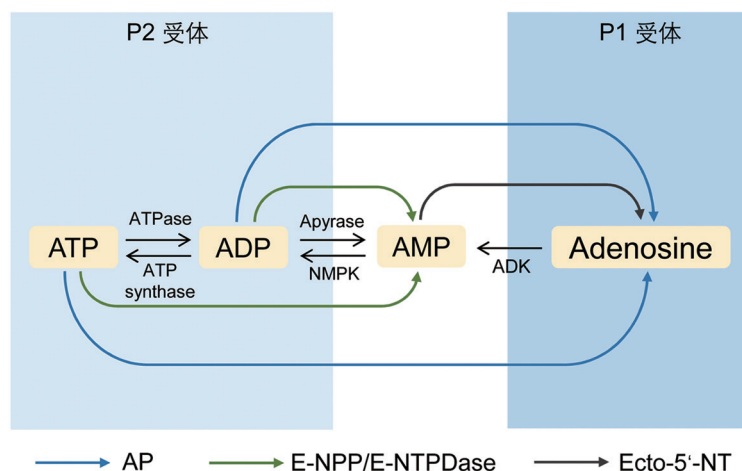 P2 受体
P1 受体
ATPase
Apyrase
ATP
ADP
AMP
Adenosine
ATP
synthase
NMPK
ADK
AP
E-NPP/E-NTPDase
Ecto-5‘-NT